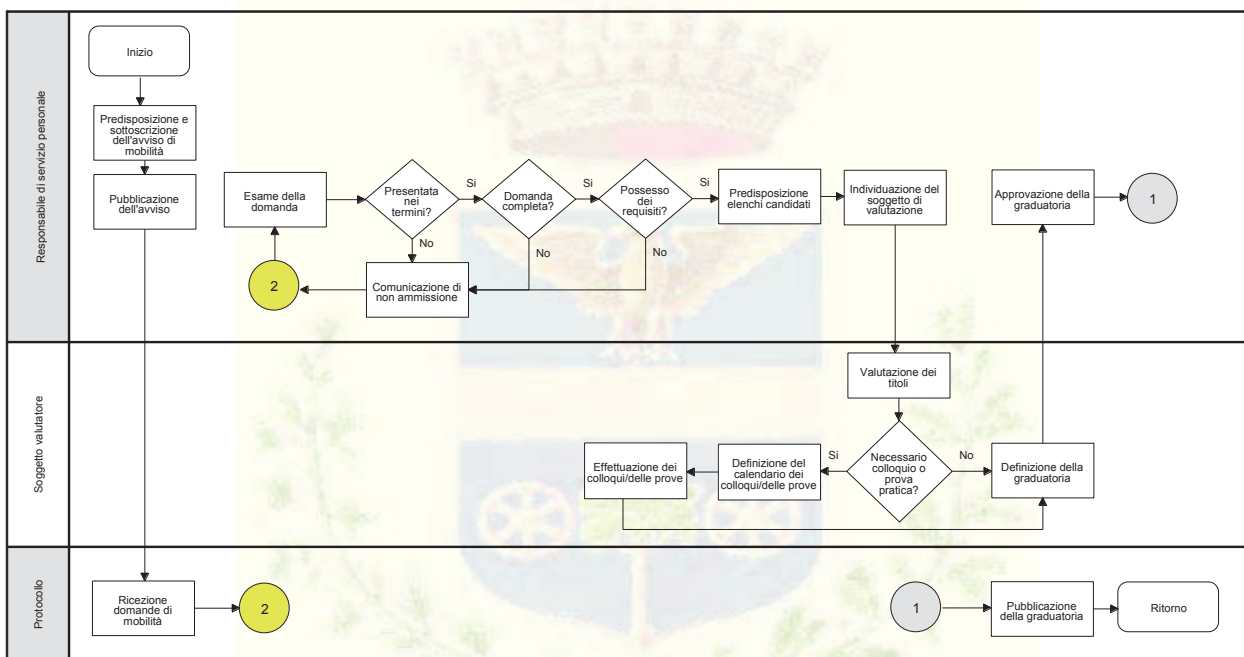 Responsabile di servizio personale
Inizio
Predisposizione e
sottoscrizione
dell'avviso di
mobilità
Pubblicazione
dell'avviso
Esame della
domanda
Presentata
nei
termini?
Si
No
Domanda
completa?
Si
No
Possesso
dei
requisiti?
Si
No
Predisposizione
elenchi candidati
Individuazione del
soggetto di
valutazione
Approvazione della
graduatoria
1
2
Comunicazione di
non ammissione
Soggetto valutatore
Valutazione dei
titoli
Necessario
colloquio o
prova
pratica?
Si
No
Definizione del
calendario dei
colloqui/delle prove
Effettuazione dei
colloqui/delle prove
Definizione della
graduatoria
Protocollo
Ricezione
domande di
mobilità
2
1
Pubblicazione
della graduatoria
Ritorno